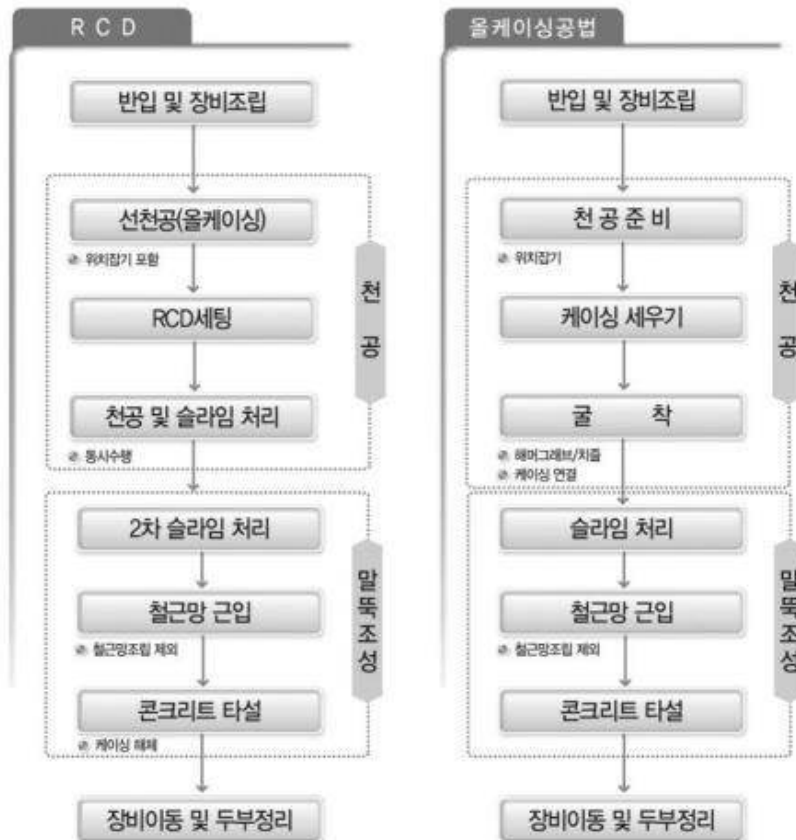 R C D
반입 및 장비조립
선천공(올케이싱)
위치잡기 포함
RCD세팅
천공 및 슬라임 처리
동시수행
천공
2차 슬라임 처리
철근망 근입
철근망조립 제외
콘크리트 타설
케이싱 해체
말뚝조성
장비이동 및 두부정리
올케이싱공법
반입 및 장비조립
천 공 준 비
위치잡기
케이싱 세우기
굴 착
해머그래브/치즐
케이싱 연결
천공
슬라임 처리
철근망 근입
철근망조립 제외
콘크리트 타설
말뚝조성
장비이동 및 두부정리